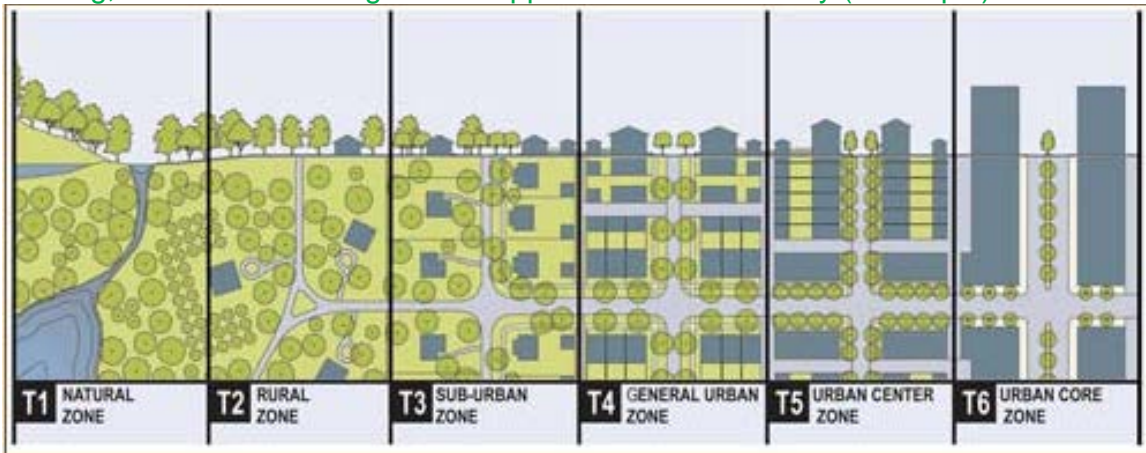 T1 NATURAL
ZONE
T2 RURAL
ZONE
T3 SUB-URBAN
ZONE
T4 GENERAL URBAN
ZONE
T5 URBAN CENTER
ZONE
T6 URBAN CORE
ZONE